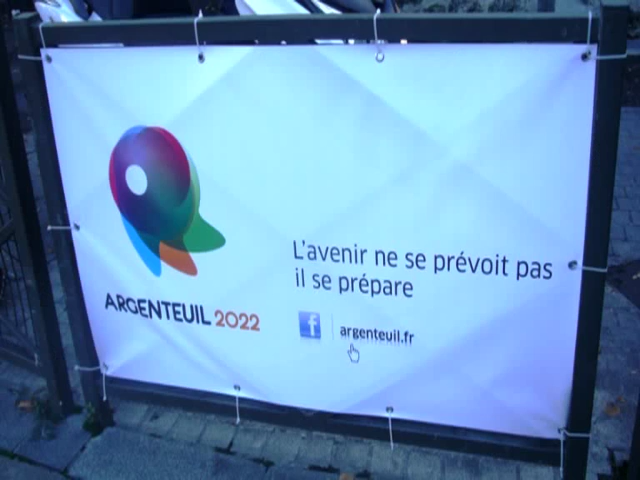 L'avenir ne se prévoit pas
il se prépare
ARGENTEUIL 2022
f argenteuil.fr